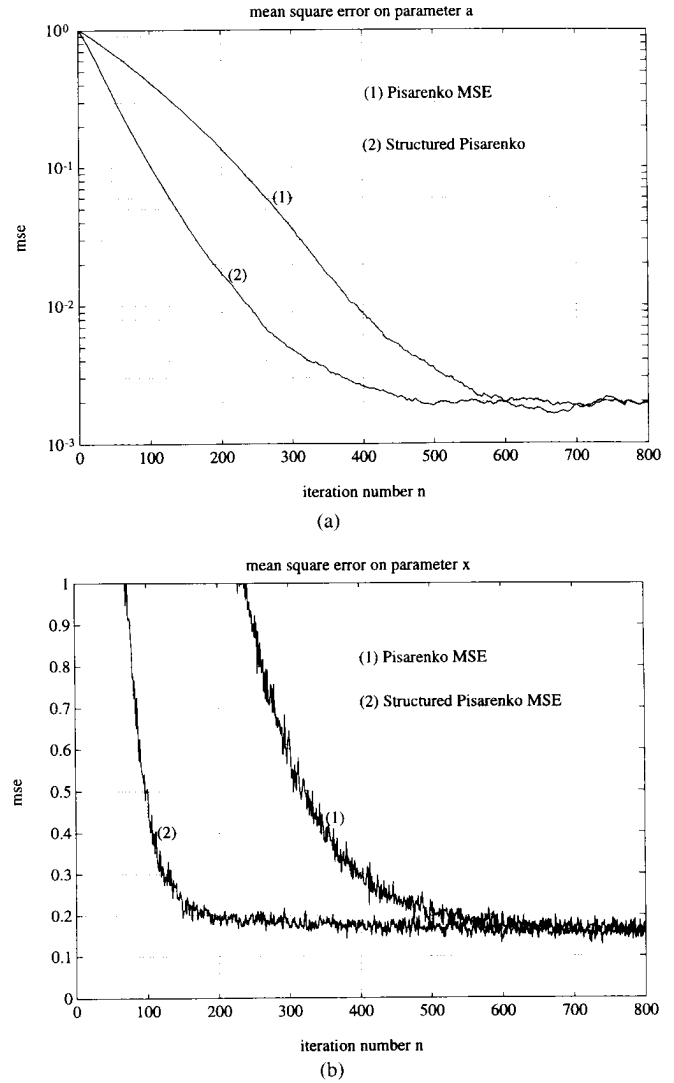 mean square error on parameter a
10⁰
10⁻¹
10⁻²
10⁻³
mse
(1) Pisarenko MSE
(2) Structured Pisarenko
(1)
(2)
0 100 200 300 400 500 600 700 800
iteration number n
(a)
mean square error on parameter x
1
0.9
0.8
0.7
0.6
0.5
0.4
0.3
0.2
0.1
0
mse
(1) Pisarenko MSE
(2) Structured Pisarenko MSE
(1)
(2)
0 100 200 300 400 500 600 700 800
iteration number n
(b)